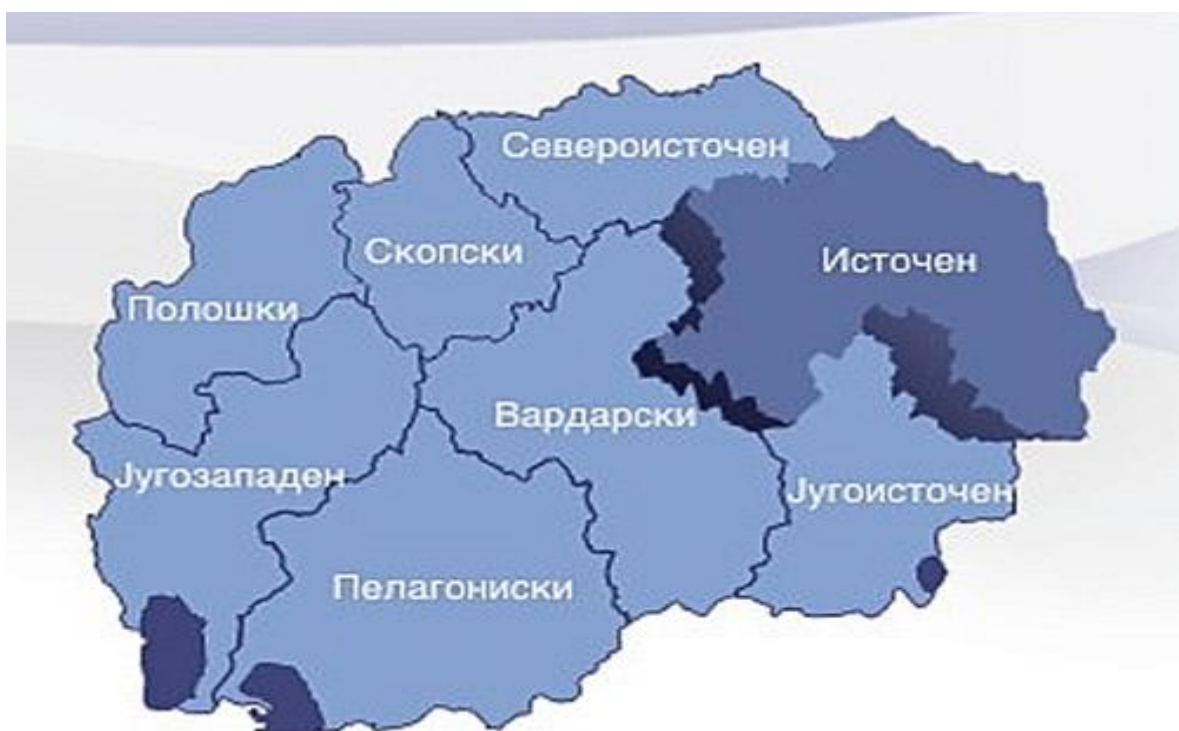 Североисточен
Скопски
Источен
Полошки
Вардарски
Југозападен
Југоисточен
Пелагониски